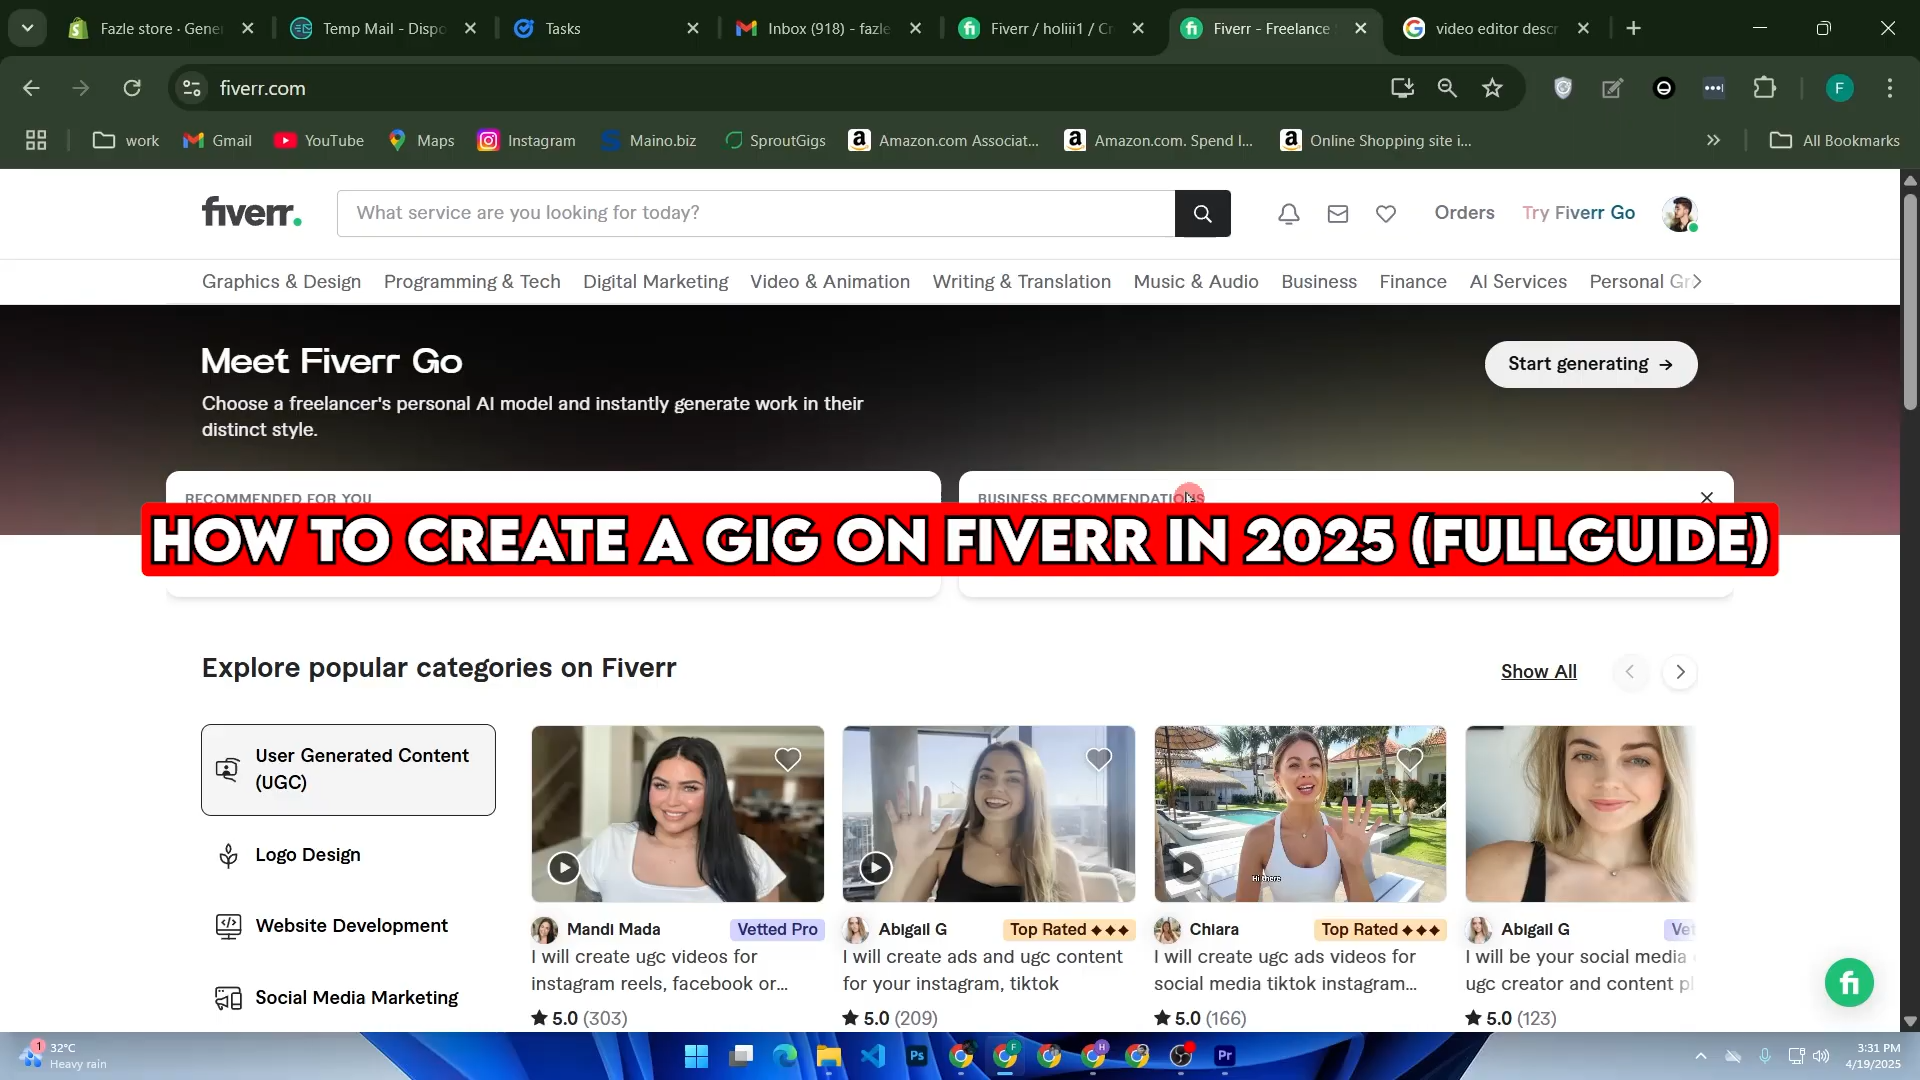 Fazle store · Gener
Temp Mail - Dispo
Tasks
Inbox (918) - fazle
Fiverr / holiii1 / Cr
Fiverr - Freelance S
video editor descr
fiverr.com
F
work
Gmail
YouTube
Maps
Instagram
Maino.biz
SproutGigs
Amazon.com Associat...
Amazon.com. Spend l...
Online Shopping site i...
All Bookmarks
fiverr.
What service are you looking for today?
Orders
Try Fiverr Go
Graphics & Design
Programming & Tech
Digital Marketing
Video & Animation
Writing & Translation
Music & Audio
Business
Finance
AI Services
Personal Gr
Meet Fiverr Go
Choose a freelancer's personal AI model and instantly generate work in their
distinct style.
Start generating →
RECOMMENDED FOR YOU
BUSINESS RECOMMENDATIONS
HOW TO CREATE A GIG ON FIVERR IN 2025 (FULLGUIDE)
Explore popular categories on Fiverr
Show All
User Generated Content
(UGC)
Logo Design
Website Development
Social Media Marketing
Hi there
Mandi Mada
Vetted Pro
I will create ugc videos for
instagram reels, facebook or...
5.0 (303)
Abigail G
Top Rated
I will create ads and ugc content
for your instagram, tiktok
5.0 (209)
Chiara
Top Rated
I will create ugc ads videos for
social media tiktok instagram...
5.0 (166)
Abigail G
Vet
I will be your social media
ugc creator and content pl
5.0 (123)
fi
1
32°C
Heavy rain
Ps
F
H
Pr
3:31 PM
4/19/2025